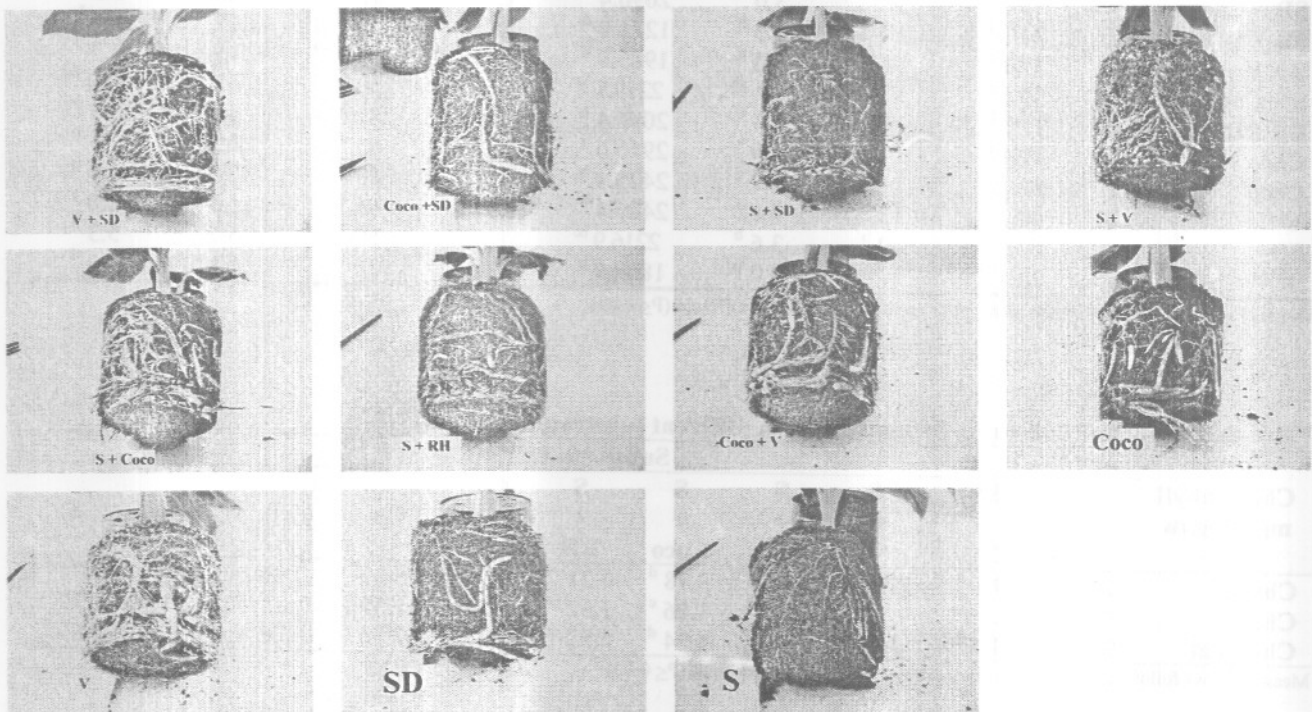 V + SD
Coco +SD
S + SD
S + V
S + Coco
S + RH
-Coco + V
Coco
V
SD
S